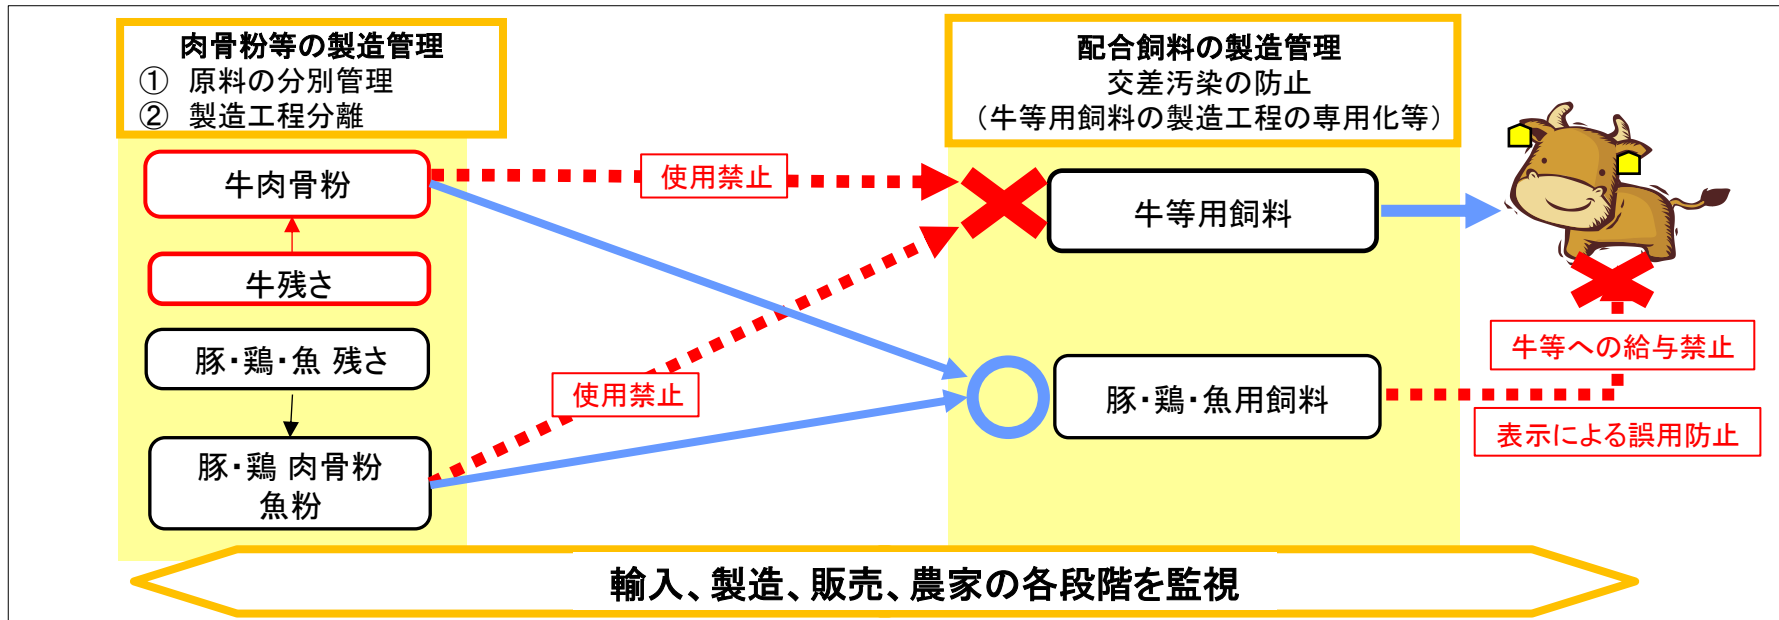 肉骨粉等の製造管理
① 原料の分別管理
② 製造工程分離
配合飼料の製造管理
交差汚染の防止
(牛等用飼料の製造工程の専用化等)
牛肉骨粉
使用禁止
牛等用飼料
牛残さ
豚・鶏・魚 残さ
使用禁止
豚・鶏・魚用飼料
牛等への給与禁止
表示による誤用防止
豚・鶏 肉骨粉
魚粉
輸入、製造、販売、農家の各段階を監視